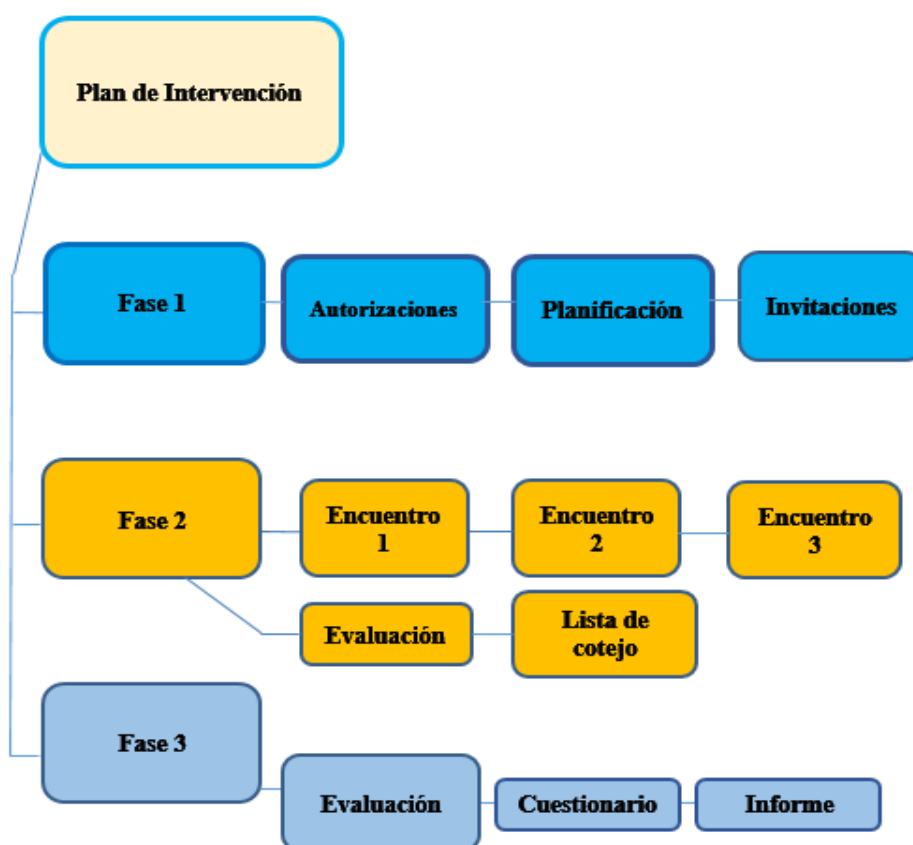 Plan de Intervención
Fase 1
Autorizaciones
Planificación
Invitaciones
Fase 2
Encuentro
1
Encuentro
2
Encuentro
3
Evaluación
Lista de
cotejo
Fase 3
Evaluación
Cuestionario
Informe